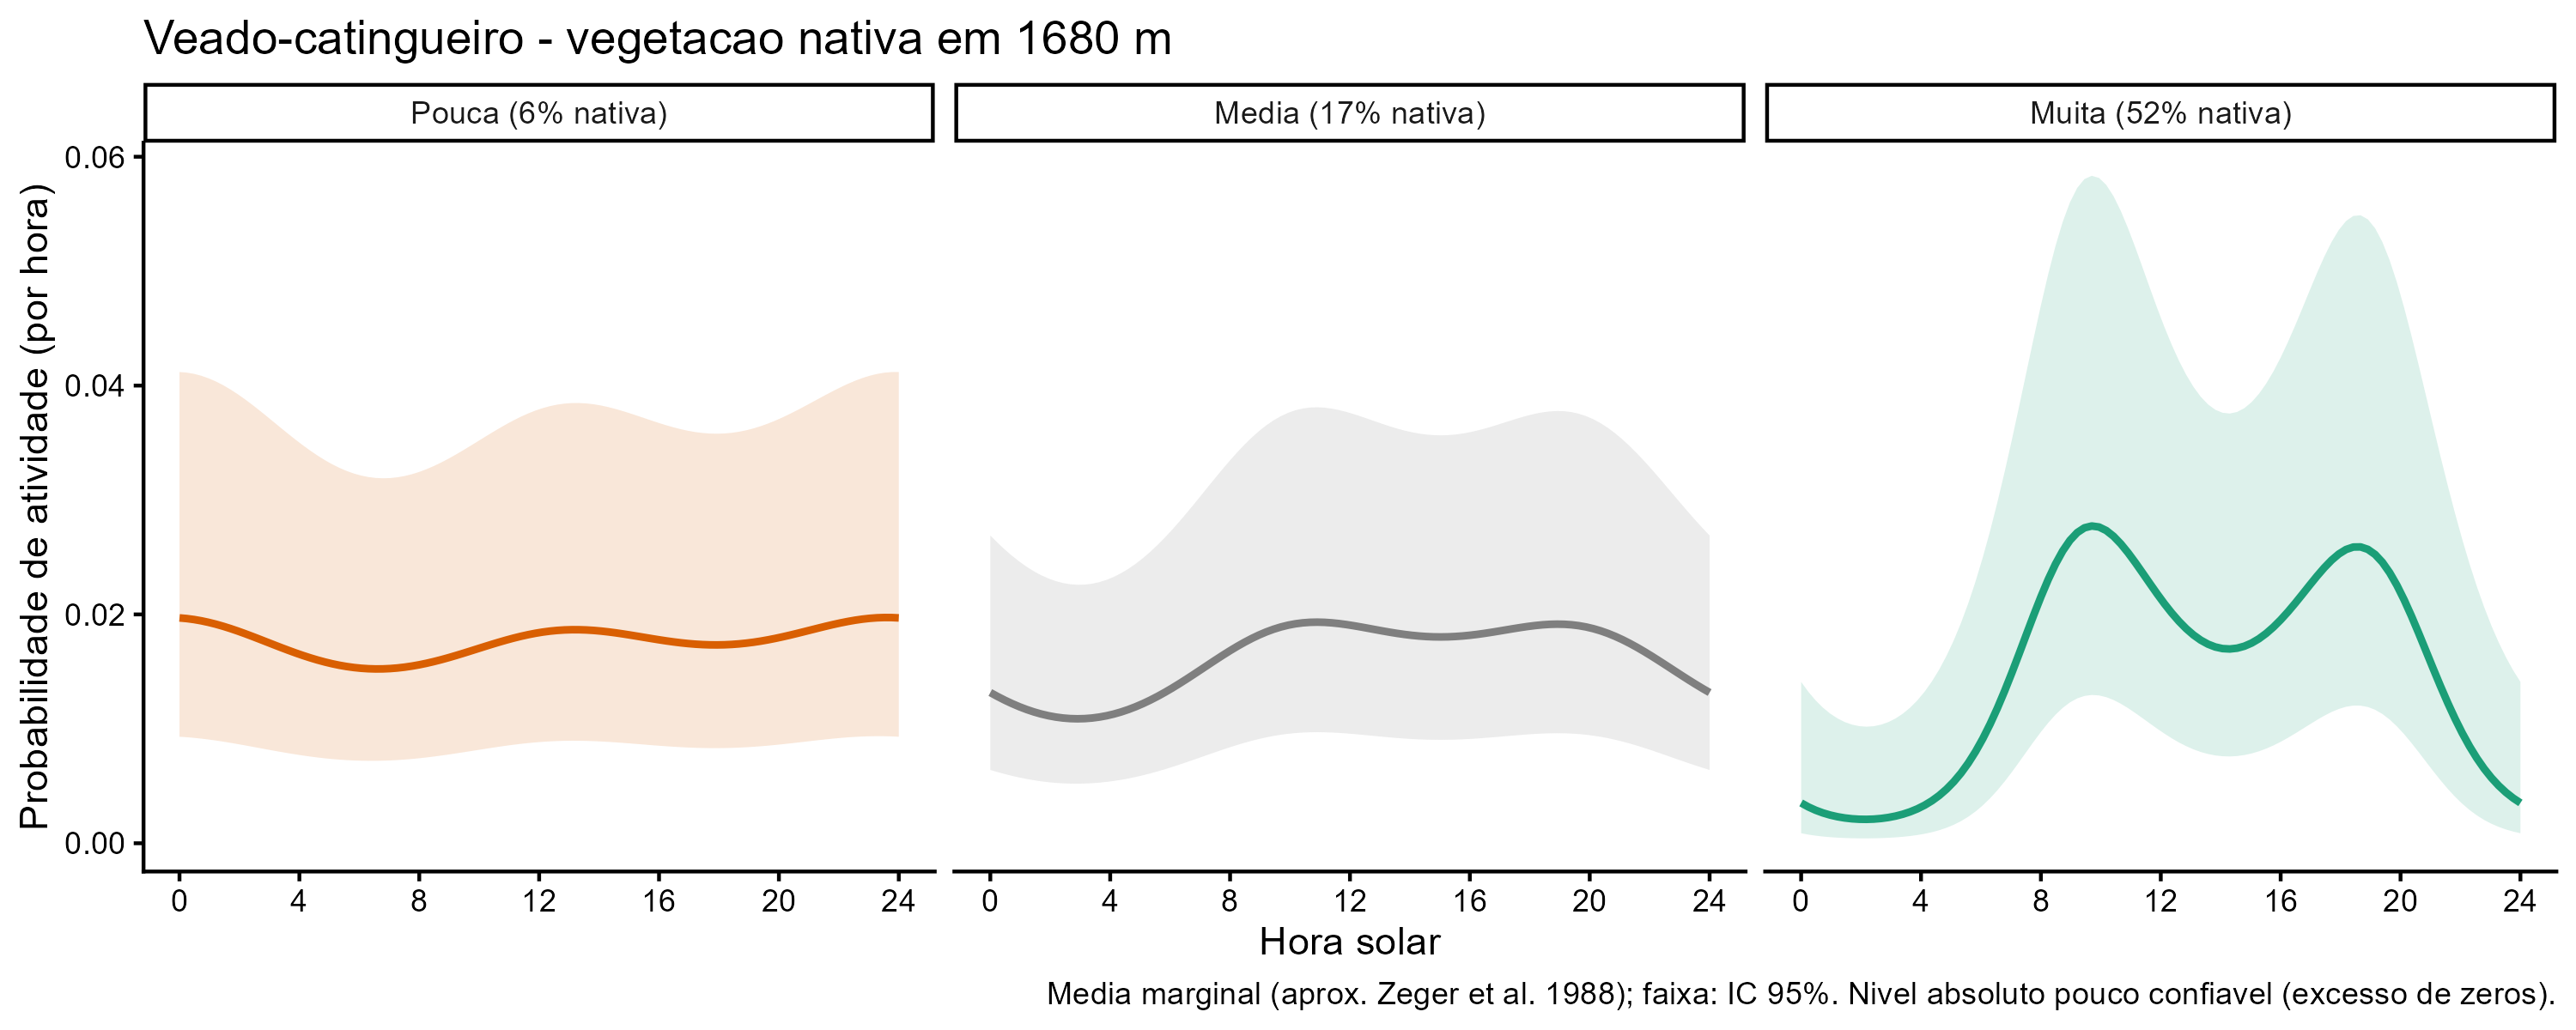 Veado-catingueiro - vegetacao nativa em 1680 m
Pouca (6% nativa)
Media (17% nativa)
Muita (52% nativa)
Probabilidade de atividade (por hora)
0.06
0.04
0.02
0.00
0 4 8 12 16 20 24
0 4 8 12 16 20 24
0 4 8 12 16 20 24
Hora solar
Media marginal (aprox. Zeger et al. 1988); faixa: IC 95%. Nivel absoluto pouco confiavel (excesso de zeros).